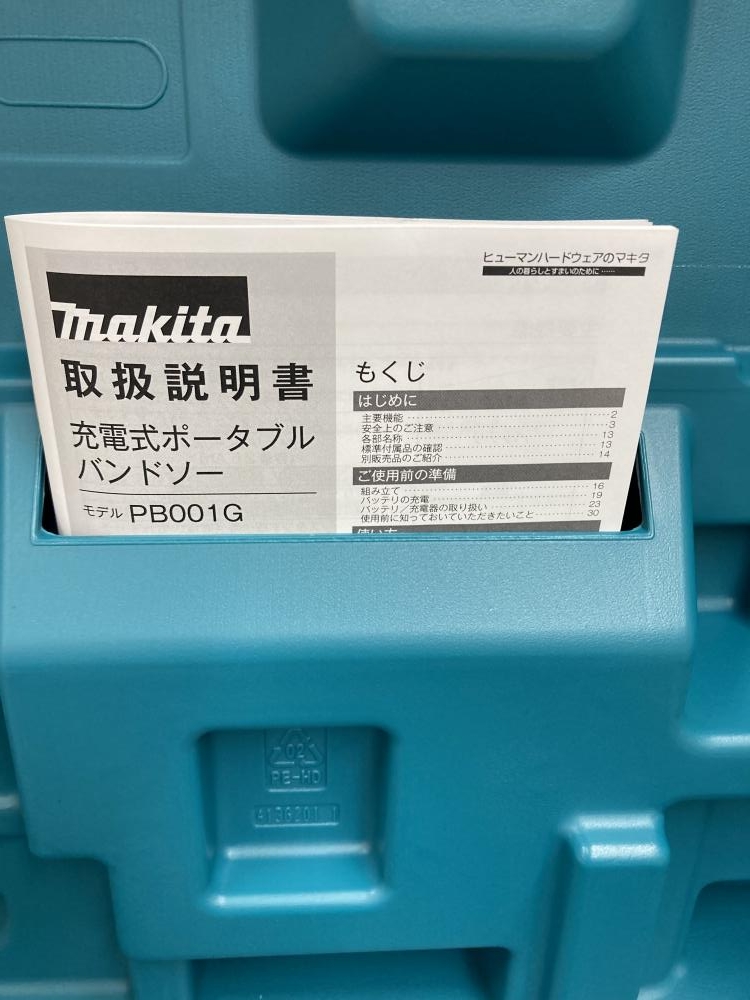 ヒューマンハードウェアのマキタ
人の暮らしとすまいのために ……
makita
取扱説明書
充電式ポータブル
バンドソー
モデル PB001G
もくじ
はじめに
主要機能 2
安全上のご注意 3
各部名称 13
標準付属品の確認 13
別販売品のご紹介 14
ご使用前の準備
組み立て 16
バッテリの充電 19
バッテリ／充電器の取り扱い 23
使用前に知っておいていただきたいこと 30
使い方
02
PE-HD